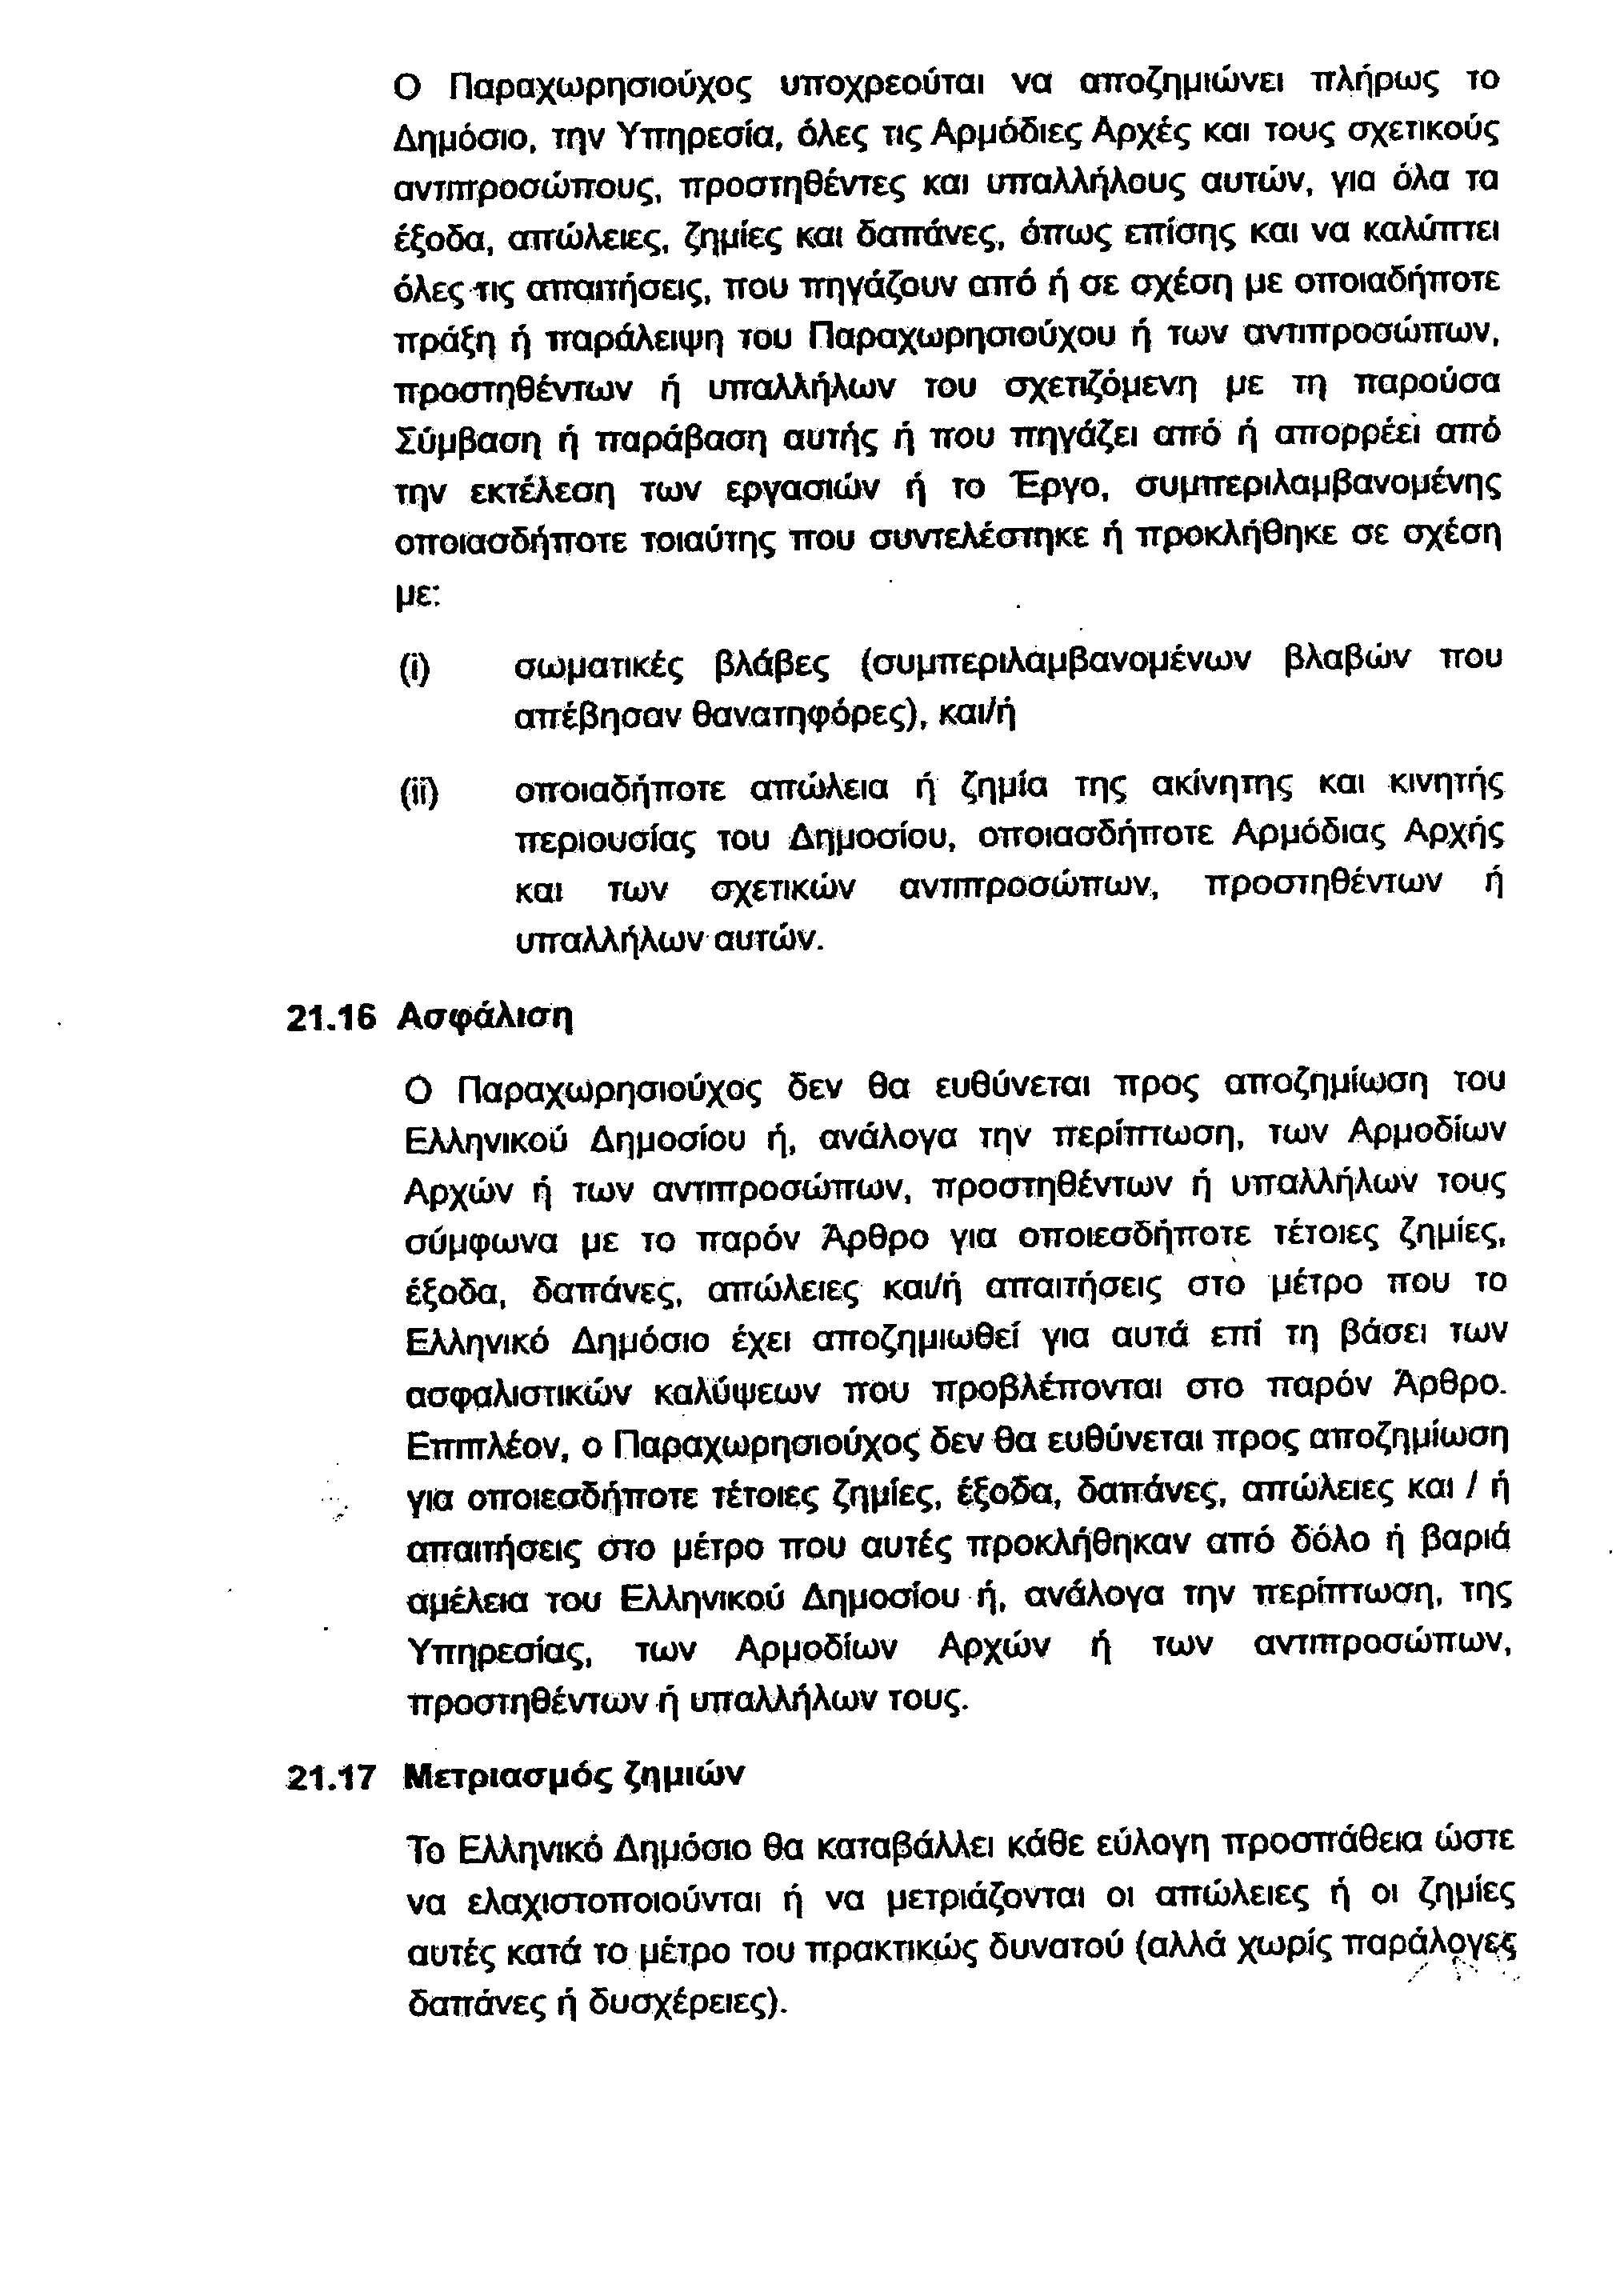 Ο Παραχωρησιούχος υποχρεούται να αποζημιώνει πλήρως το
Δημόσιο, την Υπηρεσία, όλες τις Αρμόδιες Αρχές και τους σχετικούς
αντιπροσώπους, προστηθέντες και υπαλλήλους αυτών, για όλα τα
έξοδα, απώλειες, ζημίες και δαπάνες, όπως επίσης και να καλύπτει
όλες τις απαιτήσεις, που πηγάζουν από ή σε σχέση με οποιαδήποτε
πράξη ή παράλειψη του Παραχωρησιούχου ή των αντιπροσώπων,
προστηθέντων ή υπαλλήλων του σχετιζόμενη με τη παρούσα
Σύμβαση ή παράβαση αυτής ή που πηγάζει από ή απορρέει από
την εκτέλεση των εργασιών ή το Έργο, συμπεριλαμβανομένης
οποιασδήποτε τοιαύτης που συντελέστηκε ή προκλήθηκε σε σχέση
με:
(i) σωματικές βλάβες (συμπεριλαμβανομένων βλαβών που
απέβησαν θανατηφόρες), και/ή
(ii) οποιαδήποτε απώλεια ή ζημία της ακίνητης και κινητής
περιουσίας του Δημοσίου, οποιασδήποτε Αρμόδιας Αρχής
και των σχετικών αντιπροσώπων, προστηθέντων ή
υπαλλήλων αυτών.
21.16 Ασφάλιση
Ο Παραχωρησιούχος δεν θα ευθύνεται προς αποζημίωση του
Ελληνικού Δημοσίου ή, ανάλογα την περίπτωση, των Αρμοδίων
Αρχών ή των αντιπροσώπων, προστηθέντων ή υπαλλήλων τους
σύμφωνα με το παρόν Άρθρο για οποιεσδήποτε τέτοιες ζημίες,
έξοδα, δαπάνες, απώλειες και/ή απαιτήσεις στο μέτρο που το
Ελληνικό Δημόσιο έχει αποζημιωθεί για αυτά επί τη βάσει των
ασφαλιστικών καλύψεων που προβλέπονται στο παρόν Άρθρο.
Επιπλέον, ο Παραχωρησιούχος δεν θα ευθύνεται προς αποζημίωση
για οποιεσδήποτε τέτοιες ζημίες, έξοδα, δαπάνες, απώλειες και / ή
απαιτήσεις στο μέτρο που αυτές προκλήθηκαν από δόλο ή βαριά
αμέλεια του Ελληνικού Δημοσίου ή, ανάλογα την περίπτωση, της
Υπηρεσίας, των Αρμοδίων Αρχών ή των αντιπροσώπων,
προστηθέντων ή υπαλλήλων τους.
21.17 Μετριασμός ζημιών
Το Ελληνικό Δημόσιο θα καταβάλλει κάθε εύλογη προσπάθεια ώστε
να ελαχιστοποιούνται ή να μετριάζονται οι απώλειες ή οι ζημίες
αυτές κατά το μέτρο του πρακτικώς δυνατού (αλλά χωρίς παράλογες
δαπάνες ή δυσχέρειες).